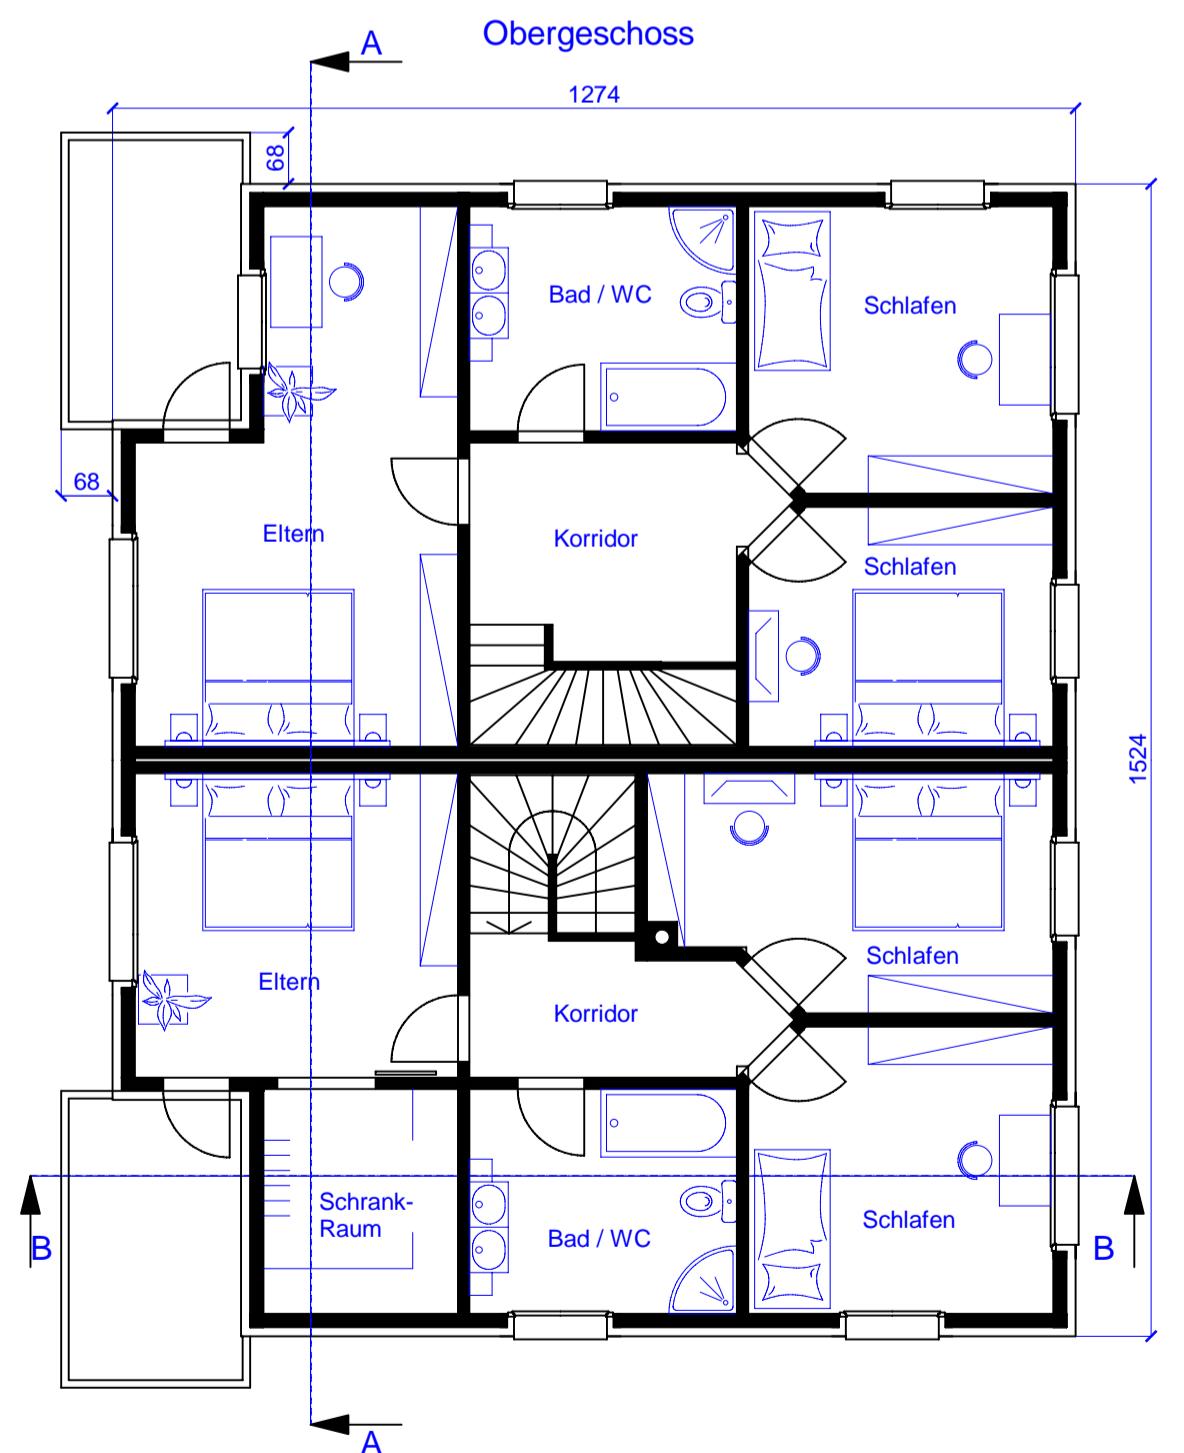 Obergeschoss
A
1274
68
Bad / WC
Schlafen
68
Eltern
Korridor
Schlafen
1524
Schlafen
Eltern
Korridor
Schrank-
Raum
Bad / WC
Schlafen
B
B
A